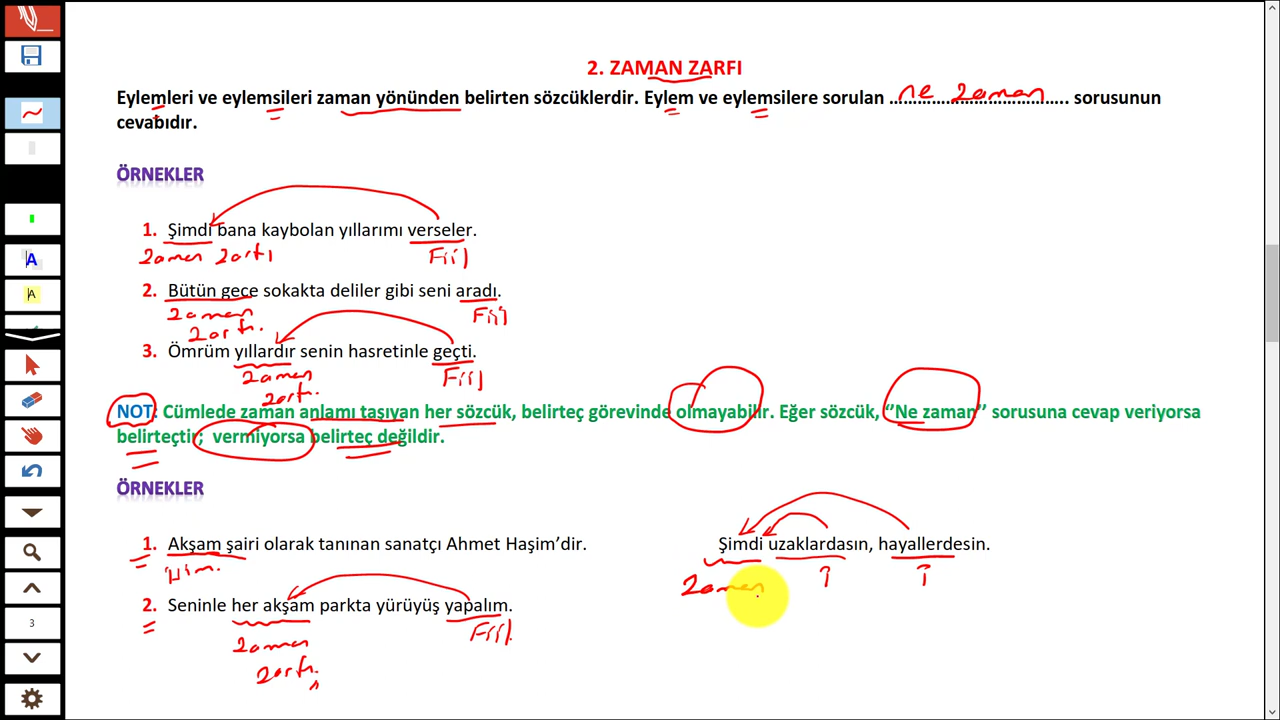 2. ZAMAN ZARFI
Eylemleri ve eylemsileri zaman yönünden belirten sözcüklerdir. Eylem ve eylemsilere sorulan ne zaman sorusunun
cevabıdır.
ÖRNEKLER
1. Şimdi bana kaybolan yıllarımı verseler.
zaman zarfı Fiil
2. Bütün gece sokakta deliler gibi seni aradı.
zaman Fiil
zarfı.
3. Ömrüm yıllardır senin hasretinle geçti.
zaman Fiil
zarfı.
NOT: Cümlede zaman anlamı taşıyan her sözcük, belirteç görevinde olmayabilir. Eğer sözcük, ‘’Ne zaman’’ sorusuna cevap veriyorsa
belirteçtir; vermiyorsa belirteç değildir.
ÖRNEKLER
1. Akşam şairi olarak tanınan sanatçı Ahmet Haşim’dir. Şimdi uzaklardasın, hayallerdesin.
zaman i i
2. Seninle her akşam parkta yürüyüş yapalım.
zaman Fiil
zarfı.
A
A
3